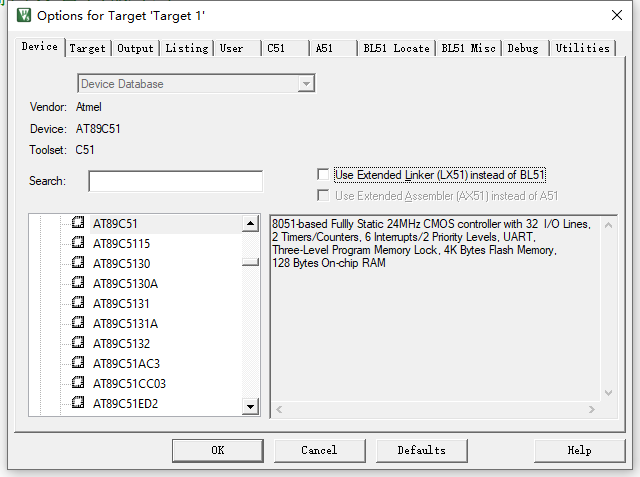 Options for Target 'Target 1'
Device Target Output Listing User C51 A51 BL51 Locate BL51 Misc Debug Utilities
Device Database
Vendor: Atmel
Device: AT89C51
Toolset: C51
Search:
Use Extended Linker (LX51) instead of BL51
Use Extended Assembler (AX51) instead of A51
AT89C51
AT89C5115
AT89C5130
AT89C5130A
AT89C5131
AT89C5131A
AT89C5132
AT89C51AC3
AT89C51CC03
AT89C51ED2
8051-based Fullly Static 24MHz CMOS controller with 32 I/O Lines,
2 Timers/Counters, 6 Interrupts/2 Priority Levels, UART,
Three-Level Program Memory Lock, 4K Bytes Flash Memory,
128 Bytes On-chip RAM
OK Cancel Defaults Help